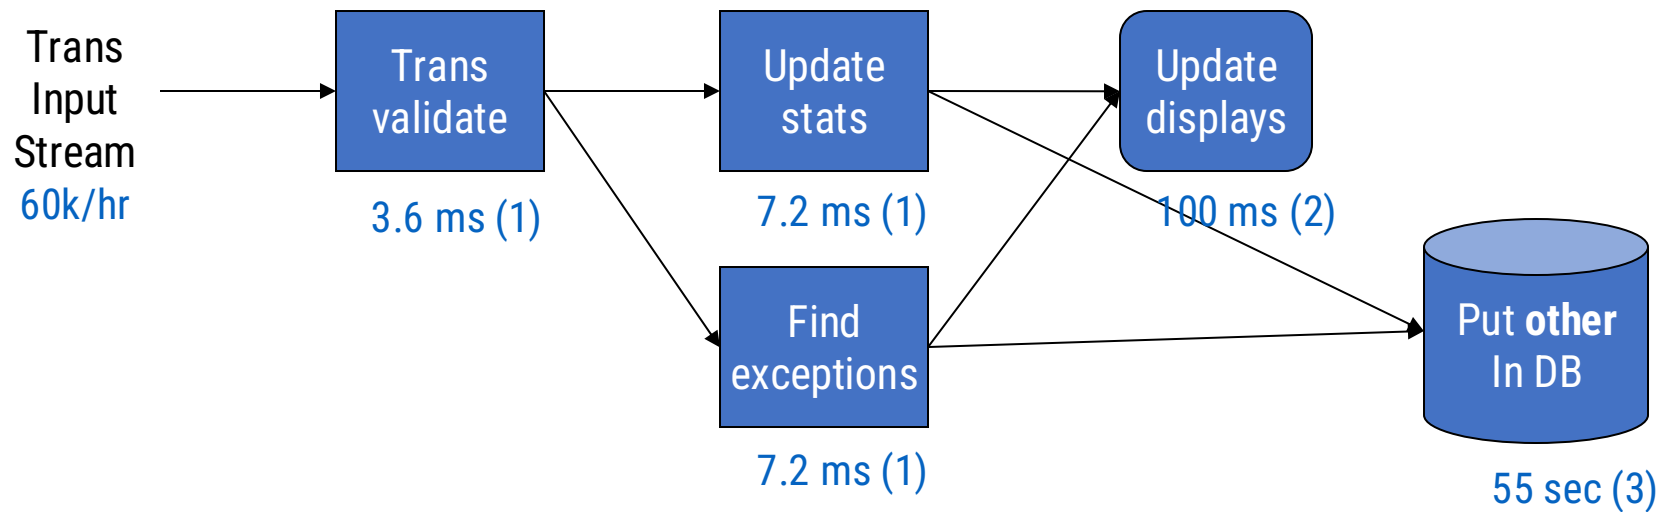 Trans
Input
Stream
60k/hr
Trans
validate
3.6 ms (1)
Update
stats
7.2 ms (1)
Find
exceptions
7.2 ms (1)
Update
displays
100 ms (2)
Put other
In DB
55 sec (3)